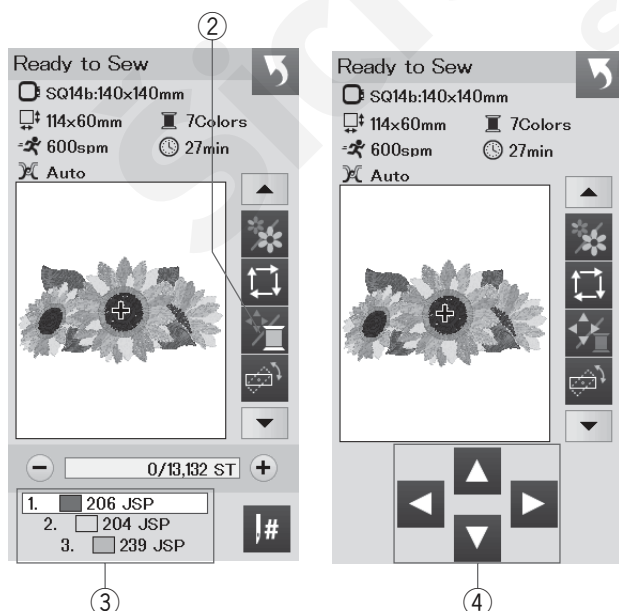 ②
Ready to Sew
SQ14b:140x140mm
114x60mm 7Colors
600spm 27min
Auto
0/13,132 ST
1. 206 JSP
2. 204 JSP
3. 239 JSP
#
③
Ready to Sew
SQ14b:140x140mm
114x60mm 7Colors
600spm 27min
Auto
④